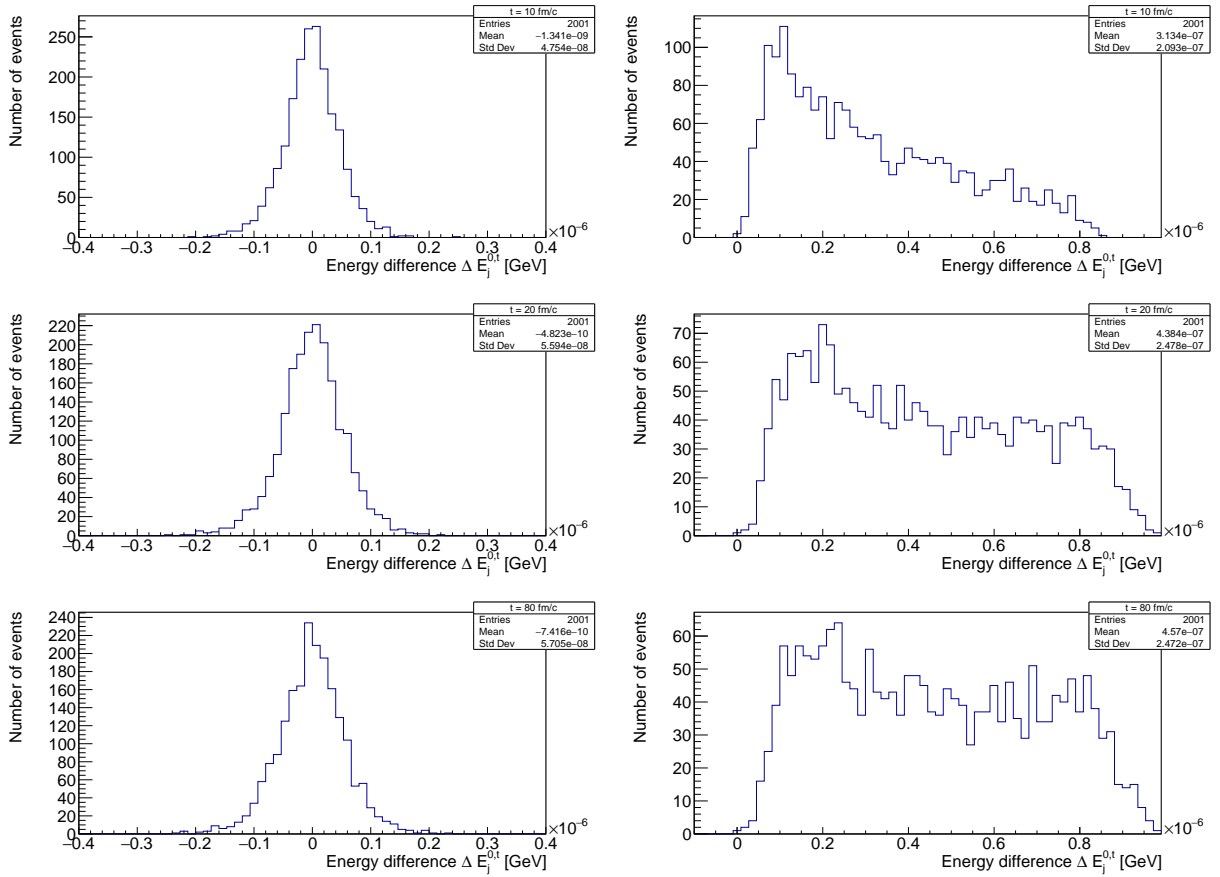 t = 10 fm/c
Entries 2001
Mean −1.341e−09
Std Dev 4.754e−08
Number of events
250
200
150
100
50
0
−0.4 −0.3 −0.2 −0.1 0 0.1 0.2 0.3 0.4
×10⁻⁶
Energy difference Δ E_j^{0,t} [GeV]
t = 10 fm/c
Entries 2001
Mean 3.134e−07
Std Dev 2.093e−07
Number of events
100
80
60
40
20
0
0 0.2 0.4 0.6 0.8
×10⁻⁶
Energy difference Δ E_j^{0,t} [GeV]
t = 20 fm/c
Entries 2001
Mean −4.823e−10
Std Dev 5.594e−08
Number of events
220
200
180
160
140
120
100
80
60
40
20
0
−0.4 −0.3 −0.2 −0.1 0 0.1 0.2 0.3 0.4
×10⁻⁶
Energy difference Δ E_j^{0,t} [GeV]
t = 20 fm/c
Entries 2001
Mean 4.384e−07
Std Dev 2.478e−07
Number of events
70
60
50
40
30
20
10
0
0 0.2 0.4 0.6 0.8
×10⁻⁶
Energy difference Δ E_j^{0,t} [GeV]
t = 80 fm/c
Entries 2001
Mean −7.416e−10
Std Dev 5.705e−08
Number of events
240
220
200
180
160
140
120
100
80
60
40
20
0
−0.4 −0.3 −0.2 −0.1 0 0.1 0.2 0.3 0.4
×10⁻⁶
Energy difference Δ E_j^{0,t} [GeV]
t = 80 fm/c
Entries 2001
Mean 4.57e−07
Std Dev 2.472e−07
Number of events
60
50
40
30
20
10
0
0 0.2 0.4 0.6 0.8
×10⁻⁶
Energy difference Δ E_j^{0,t} [GeV]